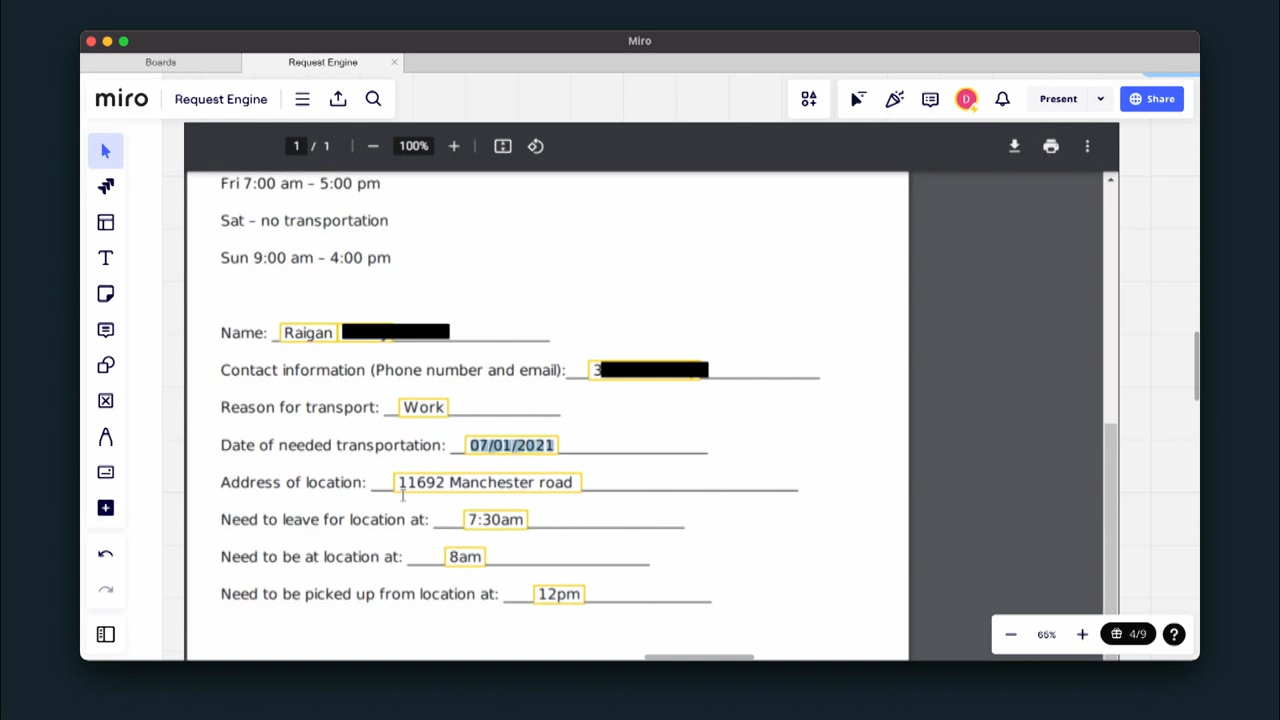 Miro
Boards
Request Engine
miro
Request Engine
D
Present
Share
1 / 1
100%
Fri 7:00 am – 5:00 pm
Sat – no transportation
Sun 9:00 am – 4:00 pm
Name: Raigan
Contact information (Phone number and email): 3
Reason for transport: Work
Date of needed transportation: 07/01/2021
Address of location: 11692 Manchester road
Need to leave for location at: 7:30am
Need to be at location at: 8am
Need to be picked up from location at: 12pm
T
65%
4/9
?